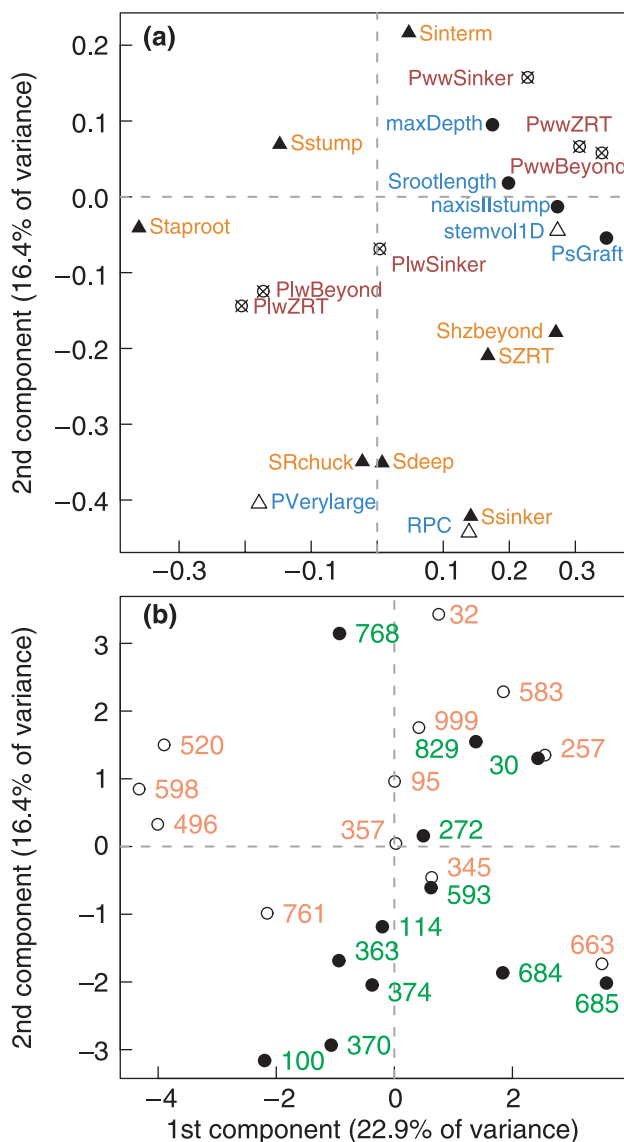 (a)
Sinterm
PwwSinker
maxDepth
PwwZRT
PwwBeyond
Sstump
Srootlength
naxisIIstump
Staproot
stemvol1D
PsGraft
PlwSinker
PlwBeyond
PlwZRT
Shzbeyond
SZRT
SRchuck
Sdeep
PVerylarge
Ssinker
RPC
0.2
0.1
0.0
−0.1
−0.2
−0.3
−0.4
2nd component (16.4% of variance)
−0.3
−0.1
0.1
0.2
0.3
(b)
768
32
583
520
999
829
30
257
598
95
496
357
272
345
593
761
114
363
663
374
684
685
370
100
3
2
1
0
−1
−2
−3
2nd component (16.4% of variance)
−4
−2
0
2
1st component (22.9% of variance)